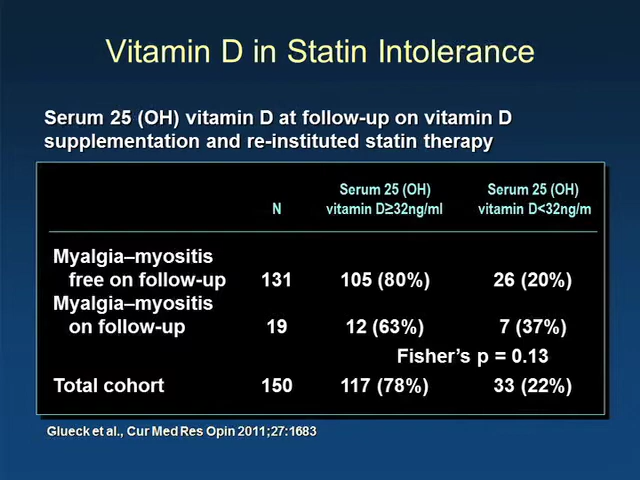 Vitamin D in Statin Intolerance
Serum 25 (OH) vitamin D at follow-up on vitamin D
supplementation and re-instituted statin therapy
Serum 25 (OH) Serum 25 (OH)
N vitamin D≥32ng/ml vitamin D<32ng/m
Myalgia–myositis
free on follow-up 131 105 (80%) 26 (20%)
Myalgia–myositis
on follow-up 19 12 (63%) 7 (37%)
Fisher's p = 0.13
Total cohort 150 117 (78%) 33 (22%)
Glueck et al., Cur Med Res Opin 2011;27:1683